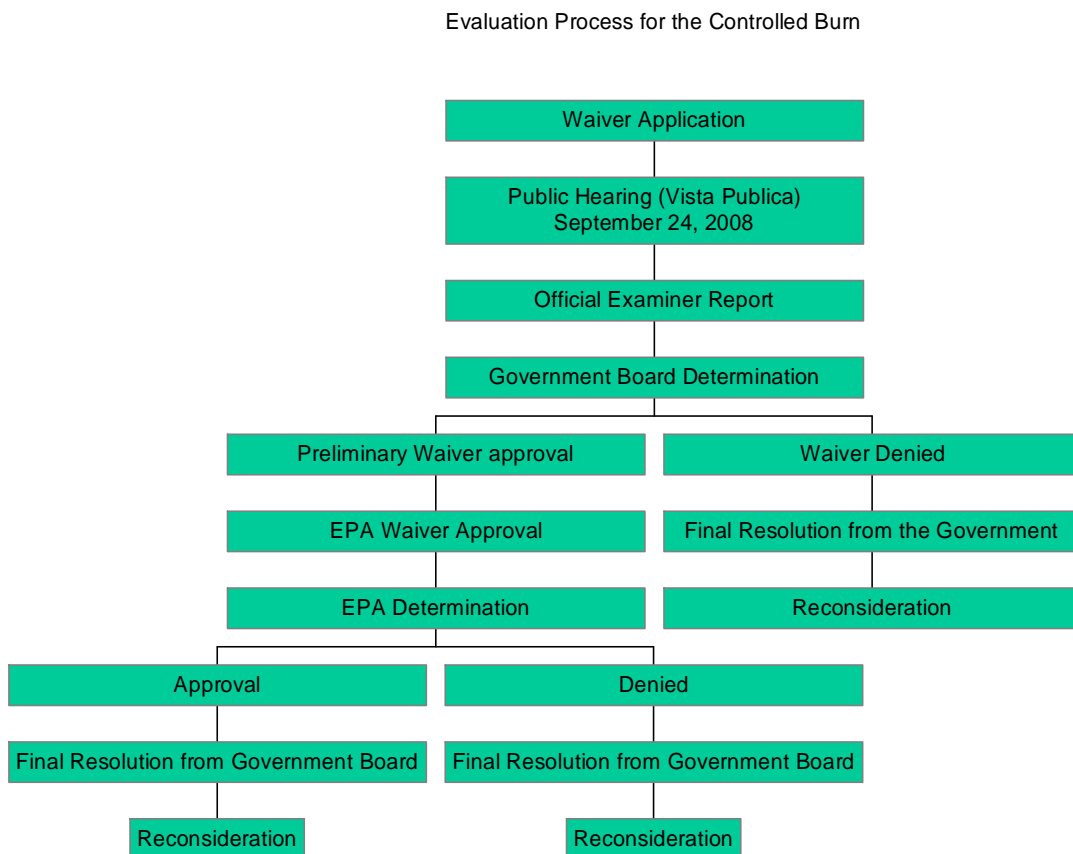 Evaluation Process for the Controlled Burn
Waiver Application
Public Hearing (Vista Publica)
September 24, 2008
Official Examiner Report
Government Board Determination
Preliminary Waiver approval
Waiver Denied
EPA Waiver Approval
Final Resolution from the Government
EPA Determination
Reconsideration
Approval
Denied
Final Resolution from Government Board
Final Resolution from Government Board
Reconsideration
Reconsideration